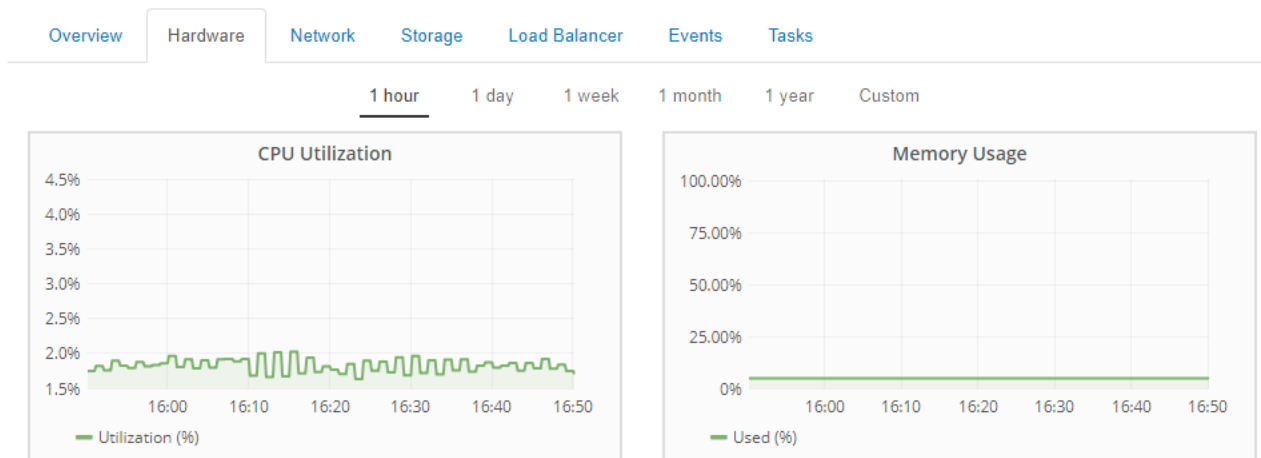 Overview Hardware Network Storage Load Balancer Events Tasks
1 hour 1 day 1 week 1 month 1 year Custom
CPU Utilization
4.5%
4.0%
3.5%
3.0%
2.5%
2.0%
1.5%
16:00 16:10 16:20 16:30 16:40 16:50
Utilization (%)
Memory Usage
100.00%
75.00%
50.00%
25.00%
0%
16:00 16:10 16:20 16:30 16:40 16:50
Used (%)